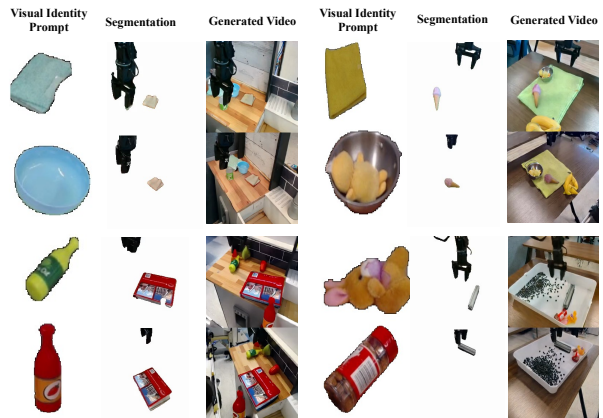 Visual Identity
Prompt
Segmentation
Generated Video
Visual Identity
Prompt
Segmentation
Generated Video